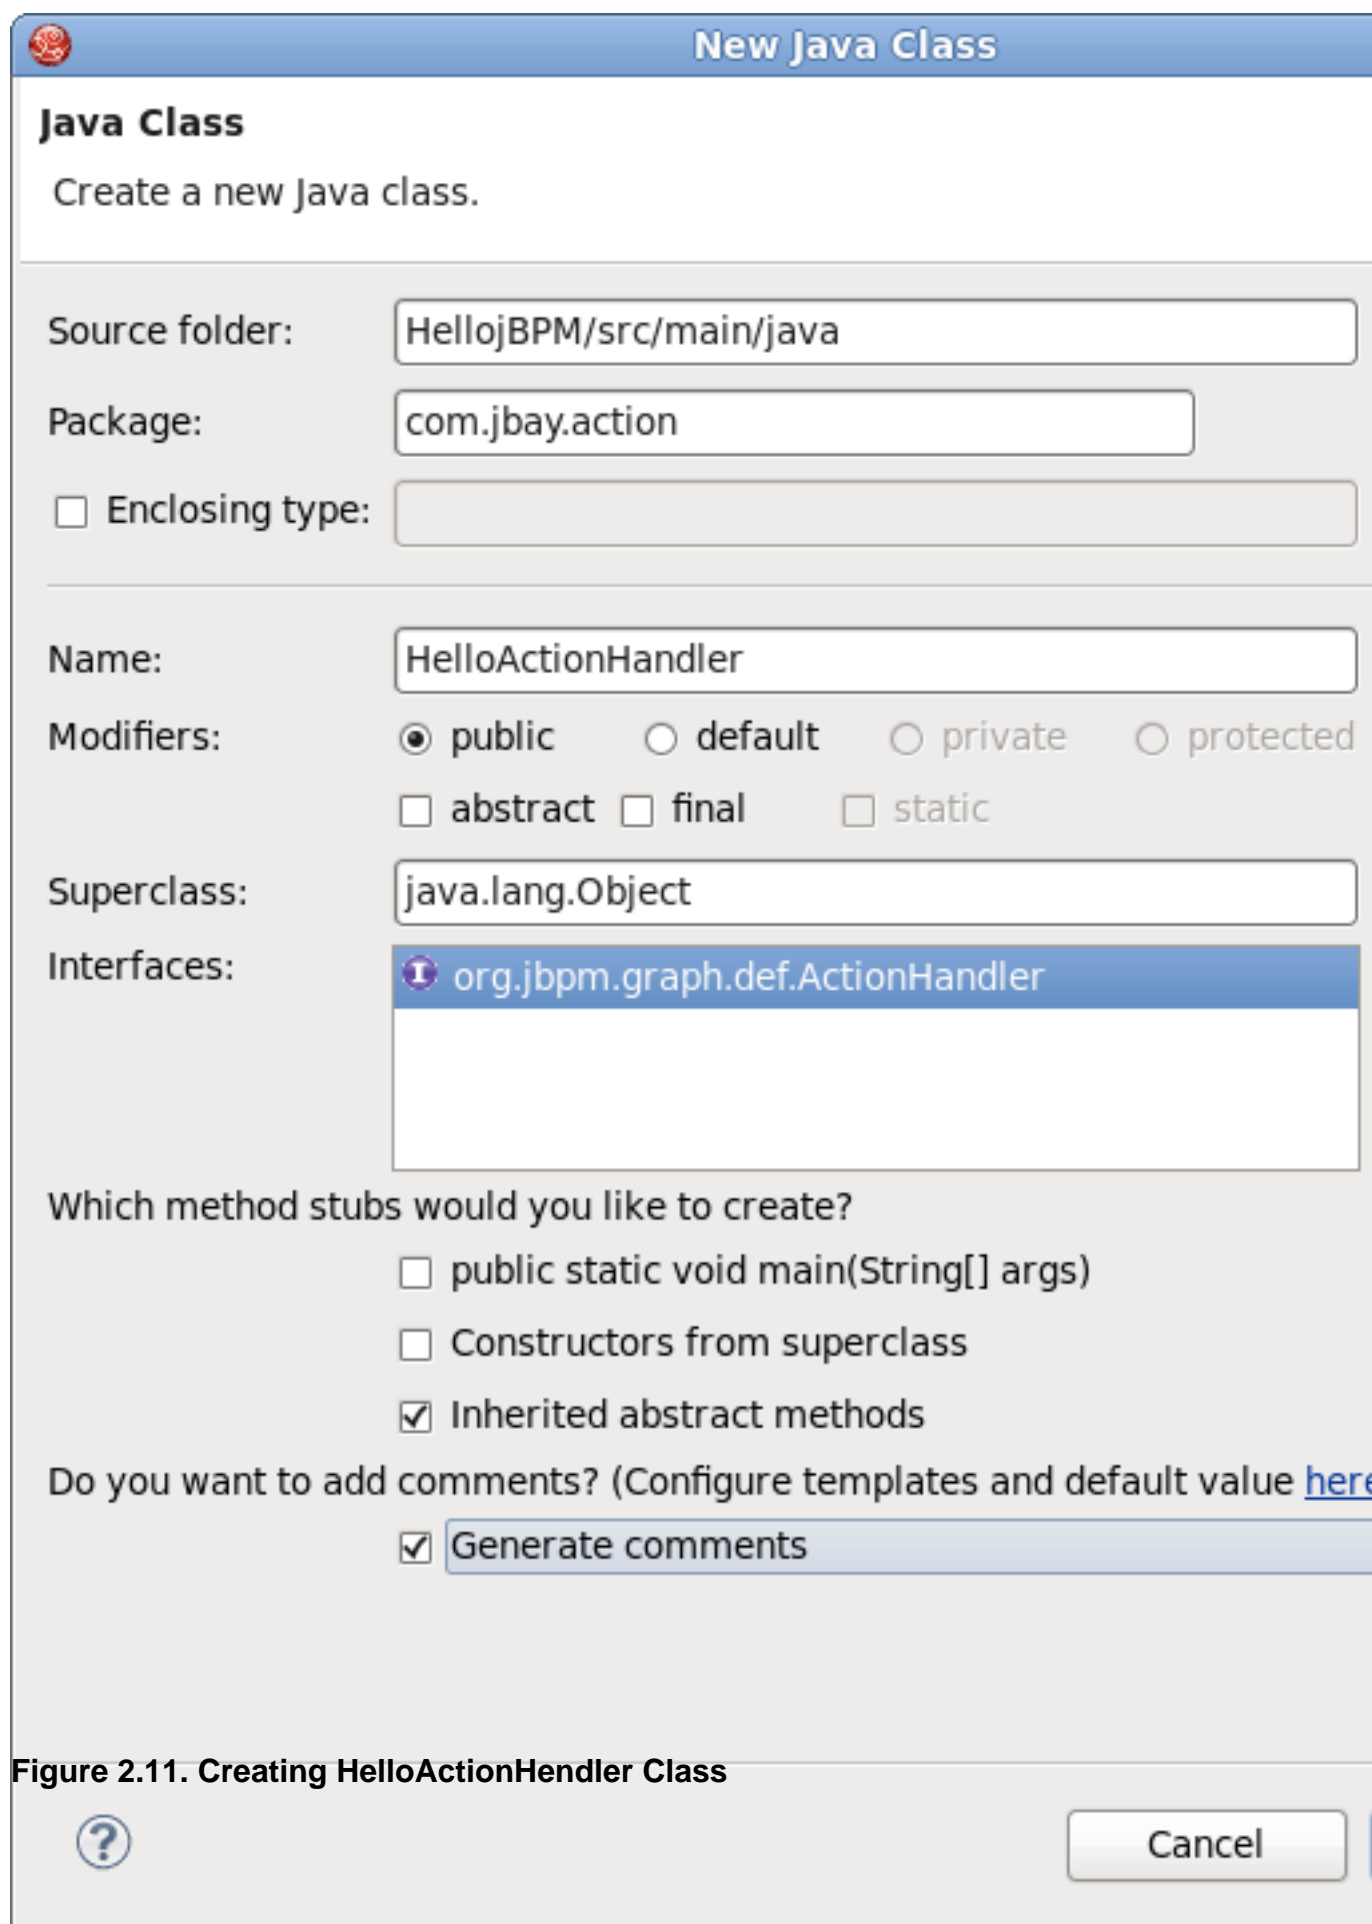 New Java Class
Java Class
Create a new Java class.
Source folder: HellojBPM/src/main/java
Package: com.jbay.action
Enclosing type:
Name: HelloActionHandler
Modifiers: public default private protected
abstract final static
Superclass: java.lang.Object
Interfaces: org.jbpm.graph.def.ActionHandler
Which method stubs would you like to create?
public static void main(String[] args)
Constructors from superclass
Inherited abstract methods
Do you want to add comments? (Configure templates and default value here
Generate comments
Figure 2.11. Creating HelloActionHendler Class
? Cancel